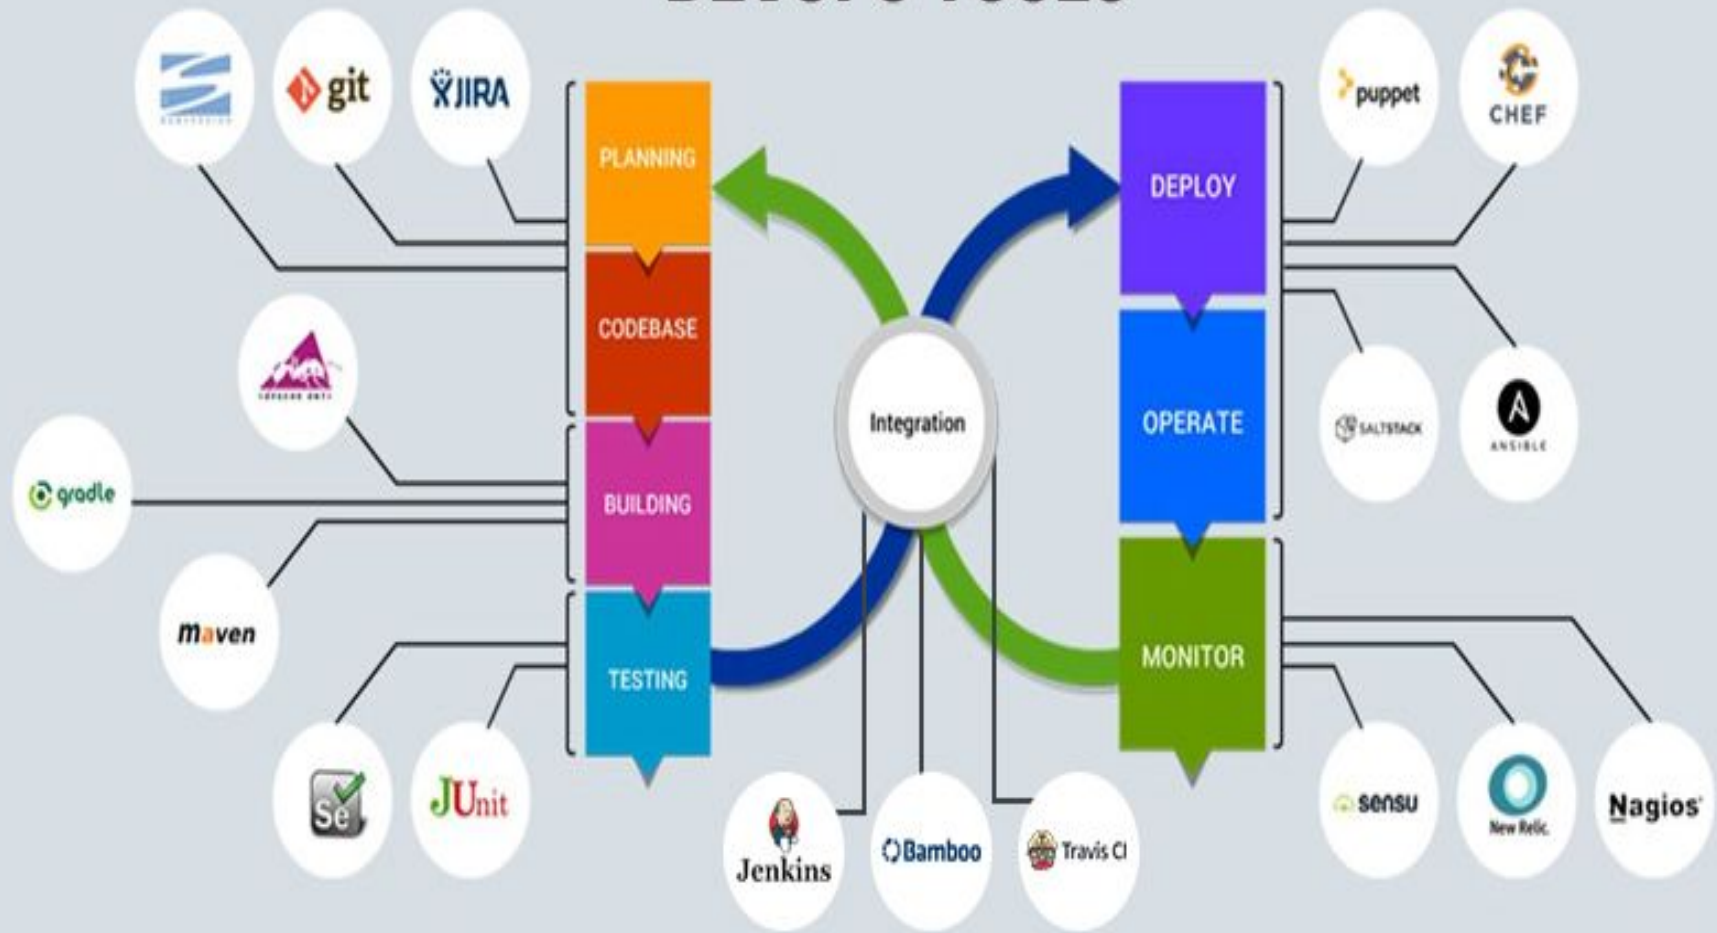 git
JIRA
puppet
CHEF
PLANNING
DEPLOY
CODEBASE
Integration
OPERATE
SALTSTACK
ANSIBLE
gradle
BUILDING
maven
TESTING
MONITOR
Se
JUnit
sensu
New Relic.
Nagios
Jenkins
Bamboo
Travis CI